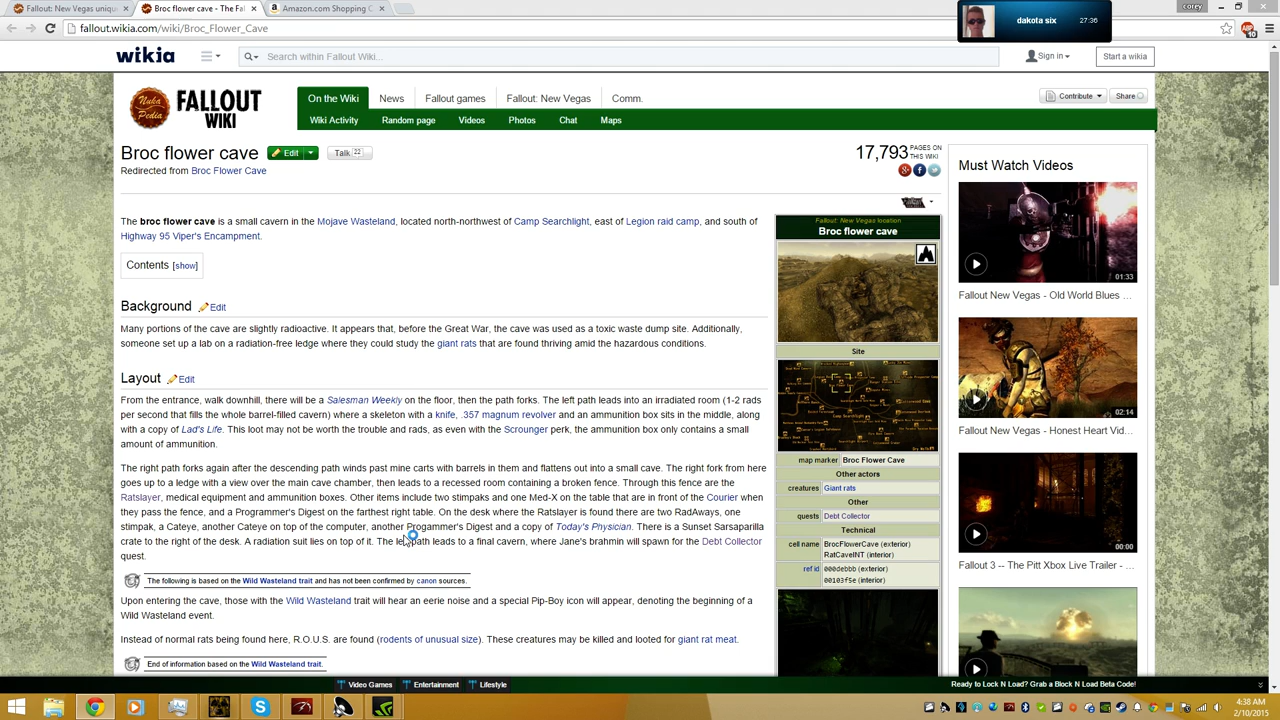 Fallout: New Vegas uniqu
Broc flower cave - The Fa
Amazon.com Shopping C
corey
fallout.wikia.com/wiki/Broc_Flower_Cave
dakota six
27:36
wikia
Search within Fallout Wiki...
Sign in
Start a wikia
Nuka Pedia
FALLOUT WIKI
On the Wiki
News
Fallout games
Fallout: New Vegas
Comm.
Contribute
Share
Wiki Activity
Random page
Videos
Photos
Chat
Maps
Broc flower cave
Edit
Talk 22
17,793 PAGES ON THIS WIKI
Redirected from Broc Flower Cave
The broc flower cave is a small cavern in the Mojave Wasteland, located north-northwest of Camp Searchlight, east of Legion raid camp, and south of
Highway 95 Viper's Encampment.
Contents [show]
Background Edit
Many portions of the cave are slightly radioactive. It appears that, before the Great War, the cave was used as a toxic waste dump site. Additionally,
someone set up a lab on a radiation-free ledge where they could study the giant rats that are found thriving amid the hazardous conditions.
Layout Edit
From the entrance, walk downhill, there will be a Salesman Weekly on the floor, then the path forks. The left path leads into an irradiated room (1-2 rads
per second that fills the whole barrel-filled cavern) where a skeleton with a knife, .357 magnum revolver and an ammunition box sits in the middle, along
with a copy of Lad's Life. This loot may not be worth the trouble and rads, as even with the Scrounger perk, the ammunition box only contains a small
amount of ammunition.
The right path forks again after the descending path winds past mine carts with barrels in them and flattens out into a small cave. The right fork from here
goes up to a ledge with a view over the main cave chamber, then leads to a recessed room containing a broken fence. Through this fence are the
Ratslayer, medical equipment and ammunition boxes. Other items include two stimpaks and one Med-X on the table that are in front of the Courier when
they pass the fence, and a Programmer's Digest on the farthest right table. On the desk where the Ratslayer is found there are two RadAways, one
stimpak, a Cateye, another Cateye on top of the computer, another Progammer's Digest and a copy of Today's Physician. There is a Sunset Sarsaparilla
crate to the right of the desk. A radiation suit lies on top of it. The left path leads to a final cavern, where Jane's brahmin will spawn for the Debt Collector
quest.
The following is based on the Wild Wasteland trait and has not been confirmed by canon sources.
Upon entering the cave, those with the Wild Wasteland trait will hear an eerie noise and a special Pip-Boy icon will appear, denoting the beginning of a
Wild Wasteland event.
Instead of normal rats being found here, R.O.U.S. are found (rodents of unusual size). These creatures may be killed and looted for giant rat meat.
End of information based on the Wild Wasteland trait.
Fallout: New Vegas location
Broc flower cave
Site
map marker Broc Flower Cave
Other actors
creatures Giant rats
Other
quests Debt Collector
Technical
cell name BrocFlowerCave (exterior)
RatCaveINT (interior)
ref id 000debbb (exterior)
00103f5e (interior)
Must Watch Videos
01:33
Fallout New Vegas - Old World Blues ...
02:14
Fallout New Vegas - Honest Heart Vid...
00:00
Fallout 3 -- The Pitt Xbox Live Trailer - ...
Video Games
Entertainment
Lifestyle
Ready to Lock N Load? Grab a Block N Load Beta Code!
4:38 AM
2/10/2015